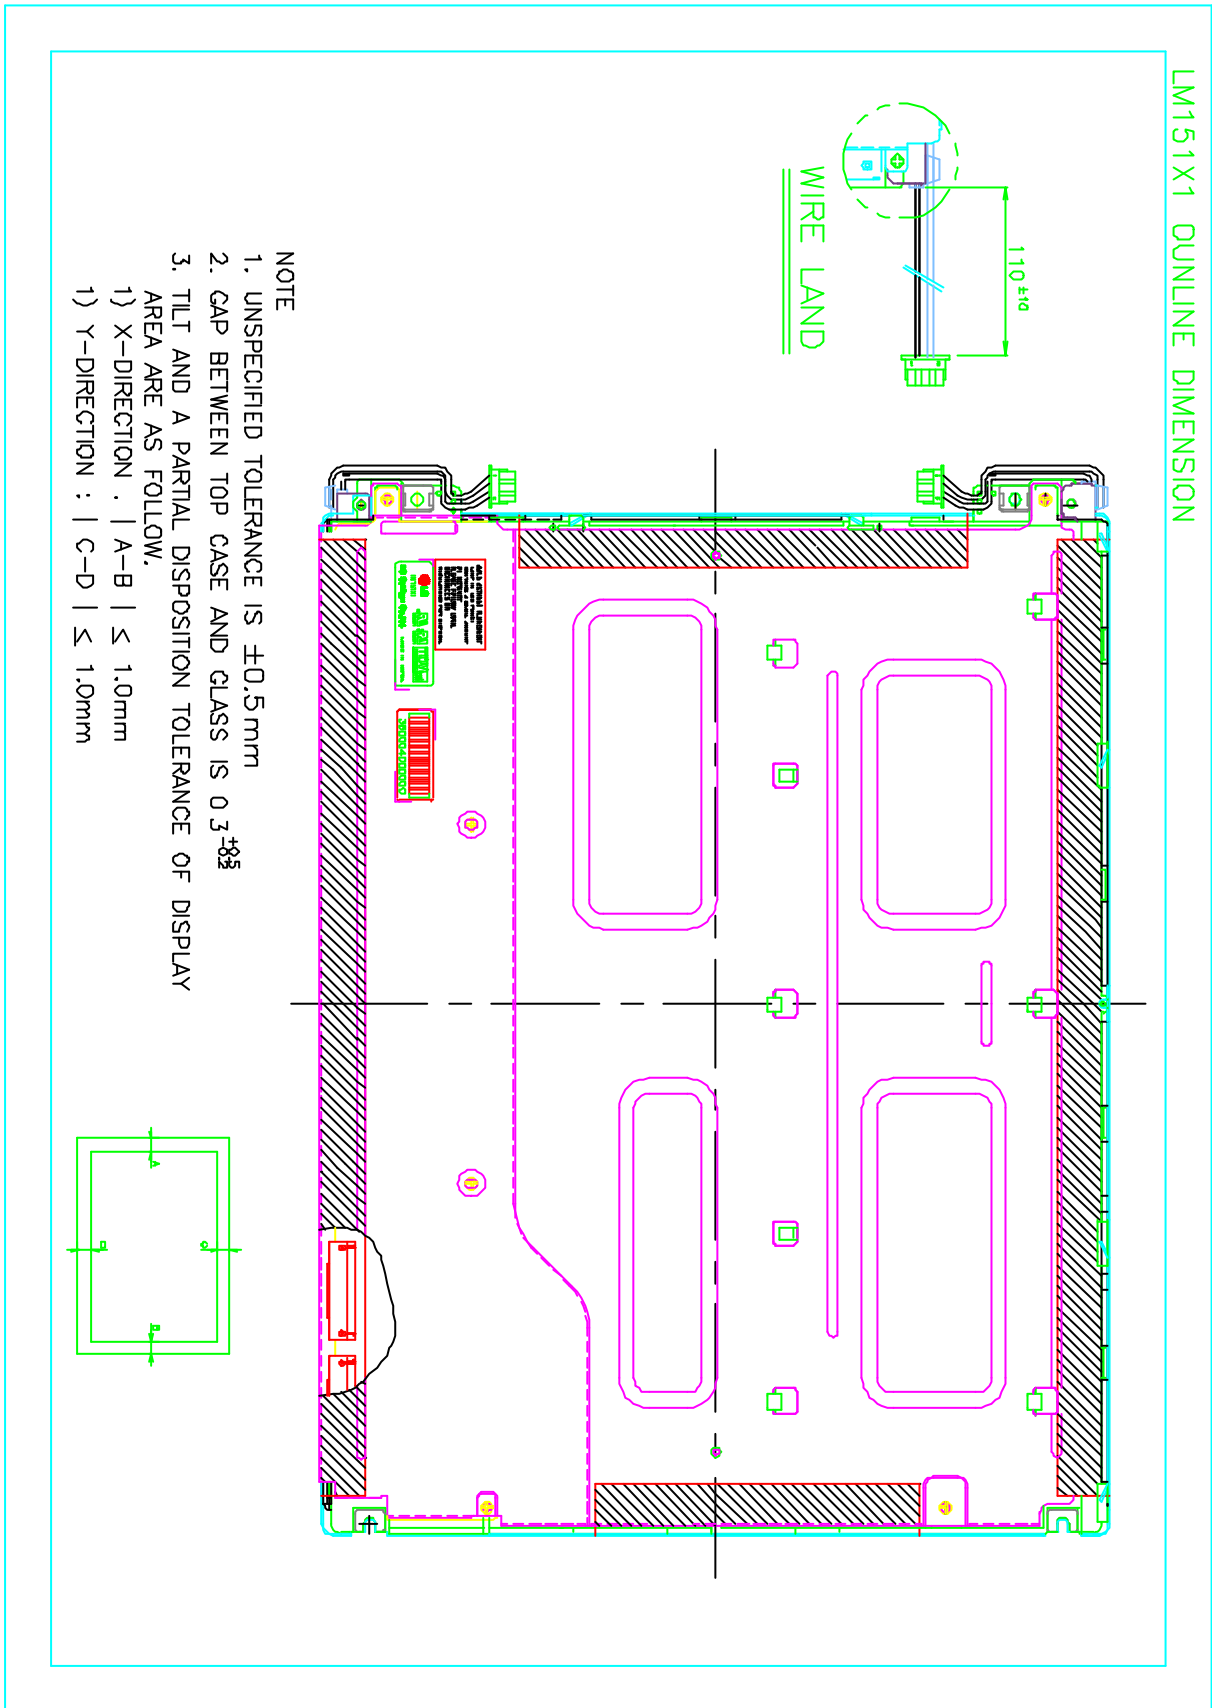 LM151X1 OUNLINE DIMENSION
110 ±10
WIRE LAND
NOTE
1. UNSPECIFIED TOLERANCE IS ±0.5mm
2. GAP BETWEEN TOP CASE AND GLASS IS 0.3
3. TILT AND A PARTIAL DISPOSITION TOLERANCE OF DISPLAY
AREA ARE AS FOLLOW.
1) X-DIRECTION . | A-B | ≤ 1.0mm
1) Y-DIRECTION : | C-D | ≤ 1.0mm
A
C
D
B